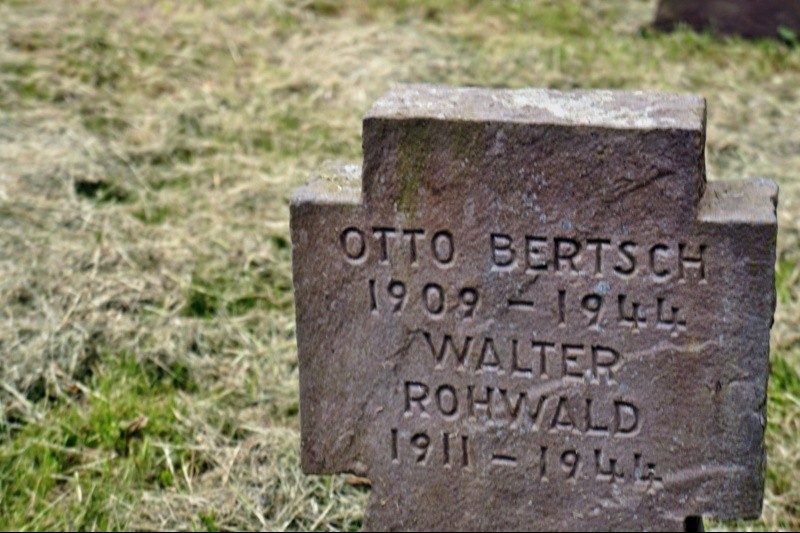 OTTO BERTSCH
1909 – 1944
WALTER
ROHWALD
1911 – 1944